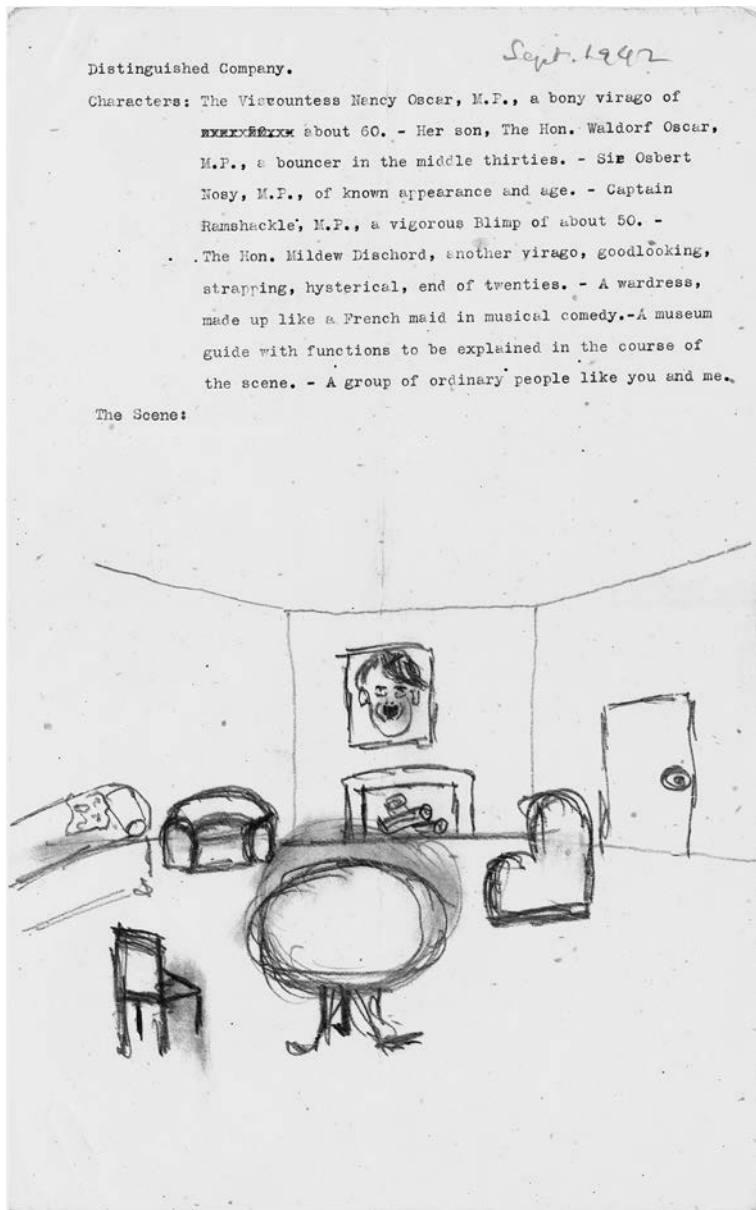 Sept. 1942
Distinguished Company.
Characters: The Viscountess Nancy Oscar, M.P., a bony virago of
about 60. - Her son, The Hon. Waldorf Oscar,
M.P., a bouncer in the middle thirties. - Sir Osbert
Nosy, M.P., of known appearance and age. - Captain
Ramshackle, M.P., a vigorous Blimp of about 50. -
The Hon. Mildew Dischord, another virago, goodlooking,
strapping, hysterical, end of twenties. - A wardress,
made up like a French maid in musical comedy.-A museum
guide with functions to be explained in the course of
the scene. - A group of ordinary people like you and me.
The Scene: